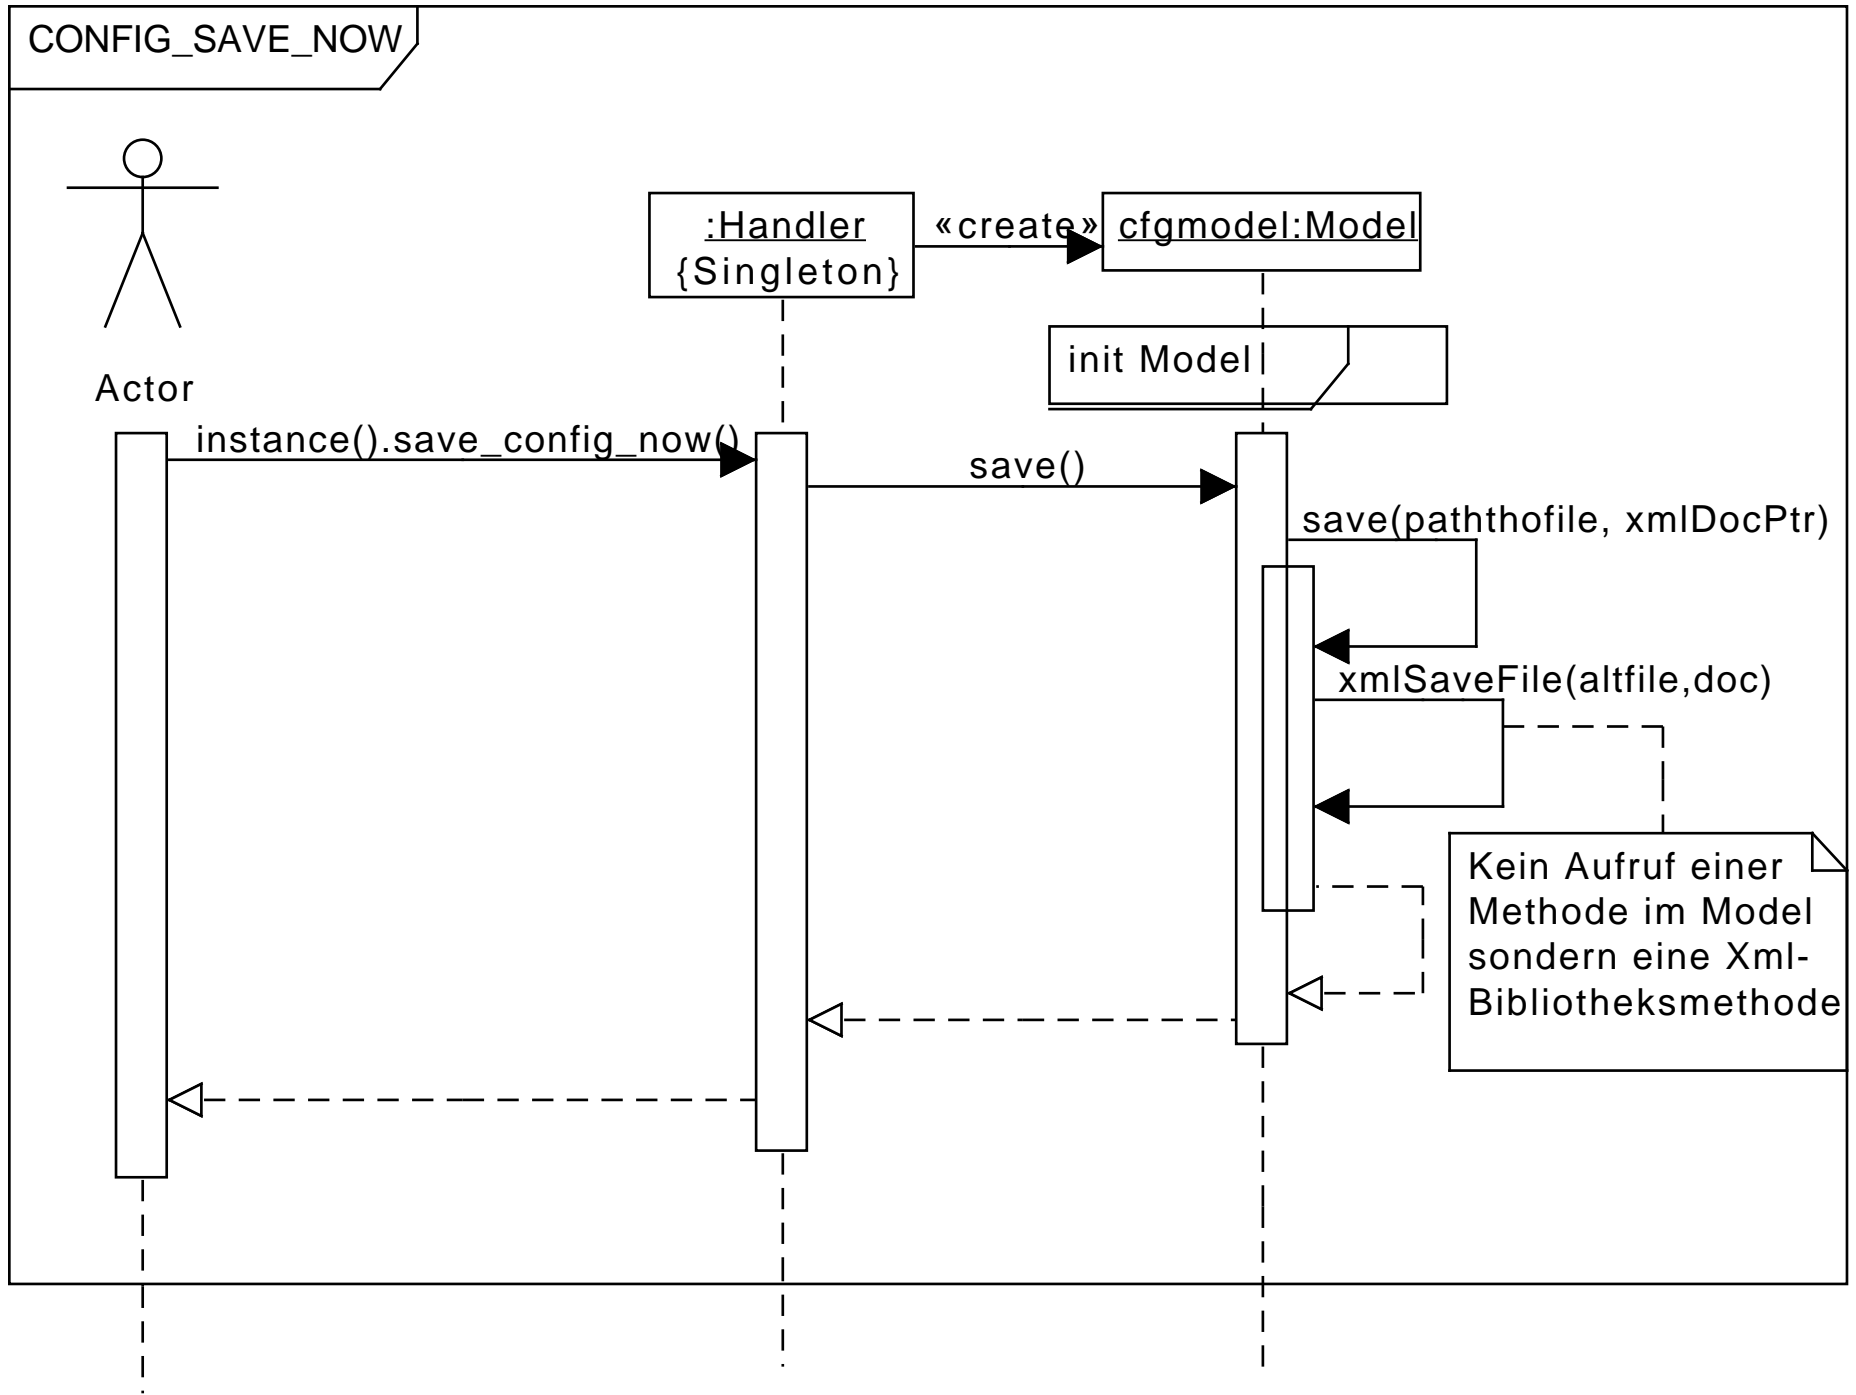 CONFIG_SAVE_NOW
:Handler
{Singleton}
«create»
cfgmodel:Model
init Model
Actor
instance().save_config_now()
save()
save(paththofile, xmlDocPtr)
xmlSaveFile(altfile,doc)
Kein Aufruf einer
Methode im Model
sondern eine Xml-
Bibliotheksmethode